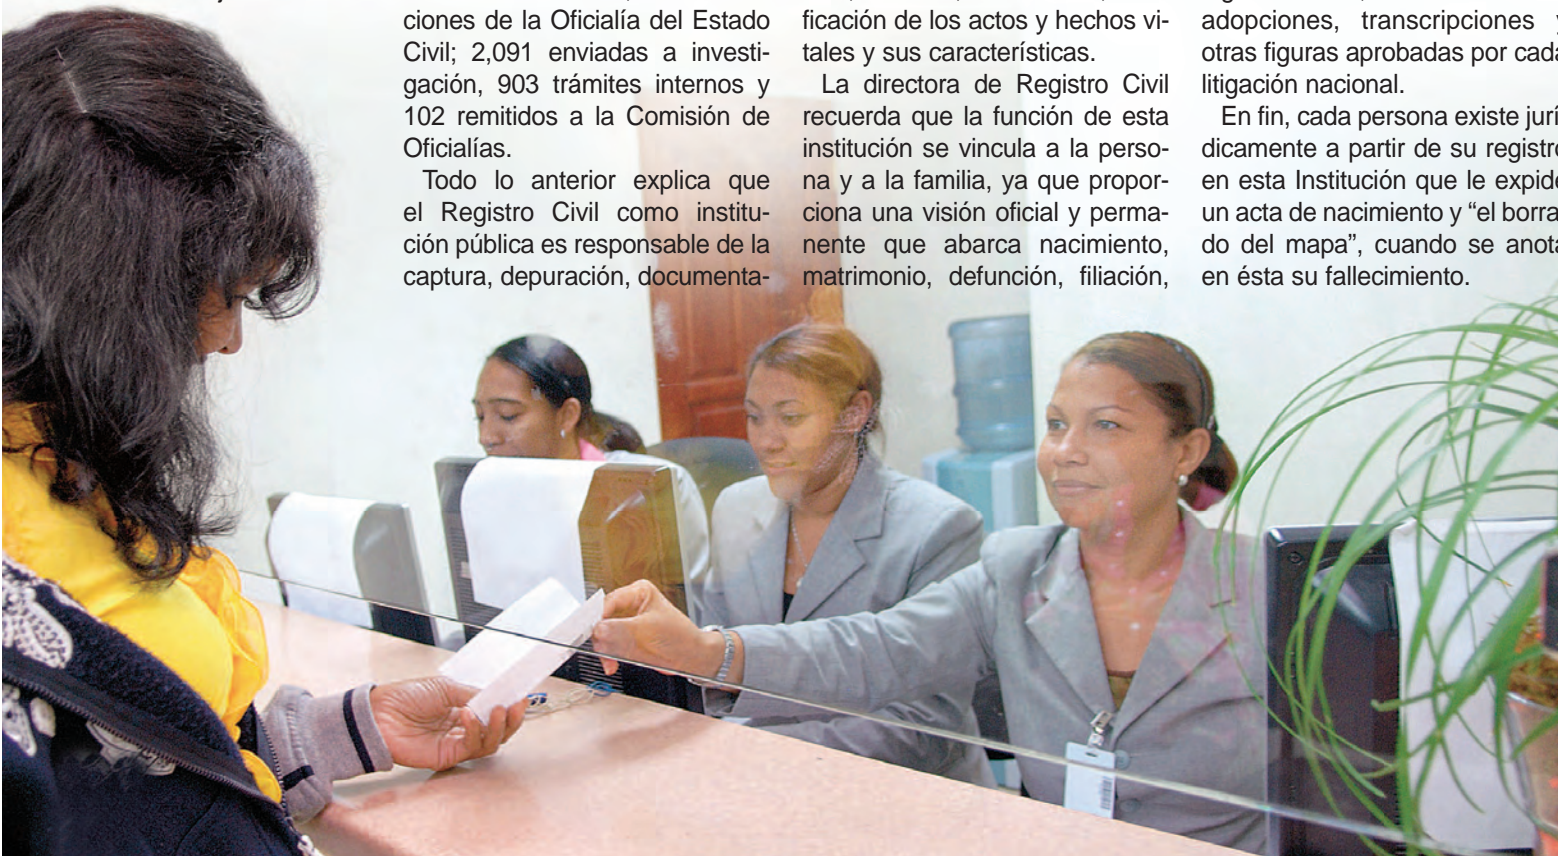 ciones de la Oficialía del Estado
Civil; 2,091 enviadas a investi-
gación, 903 trámites internos y
102 remitidos a la Comisión de
Oficialías.
Todo lo anterior explica que
el Registro Civil como institu-
ción pública es responsable de la
captura, depuración, documenta-
ficación de los actos y hechos vi-
tales y sus características.
La directora de Registro Civil
recuerda que la función de esta
institución se vincula a la perso-
na y a la familia, ya que propor-
ciona una visión oficial y perma-
nente que abarca nacimiento,
matrimonio, defunción, filiación,
adopciones, transcripciones y
otras figuras aprobadas por cada
litigación nacional.
En fin, cada persona existe jurí-
dicamente a partir de su registro
en esta Institución que le expide
un acta de nacimiento y “el borra-
do del mapa”, cuando se anota
en ésta su fallecimiento.